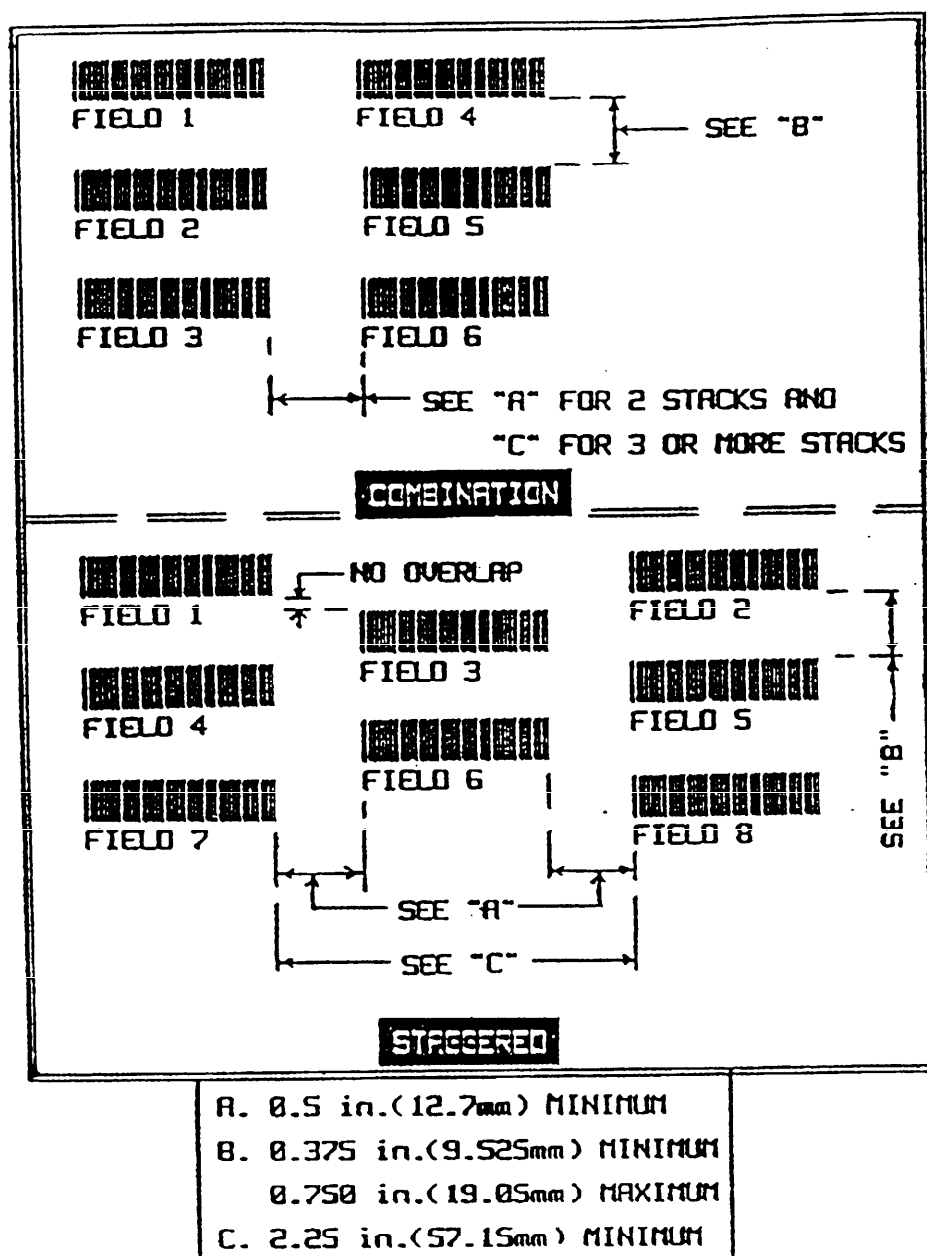 FIELD 1
FIELD 4
SEE "B"
FIELD 2
FIELD 5
FIELD 3
FIELD 6
SEE "A" FOR 2 STACKS AND
"C" FOR 3 OR MORE STACKS
COMBINATION
NO OVERLAP
FIELD 1
FIELD 2
FIELD 3
FIELD 4
FIELD 5
FIELD 6
SEE "B"
FIELD 7
FIELD 8
SEE "A"
SEE "C"
STAGGERED
A. 0.5 in.(12.7mm) MINIMUM
B. 0.375 in.(9.525mm) MINIMUM
0.750 in.(19.05mm) MAXIMUM
C. 2.25 in.(57.15mm) MINIMUM